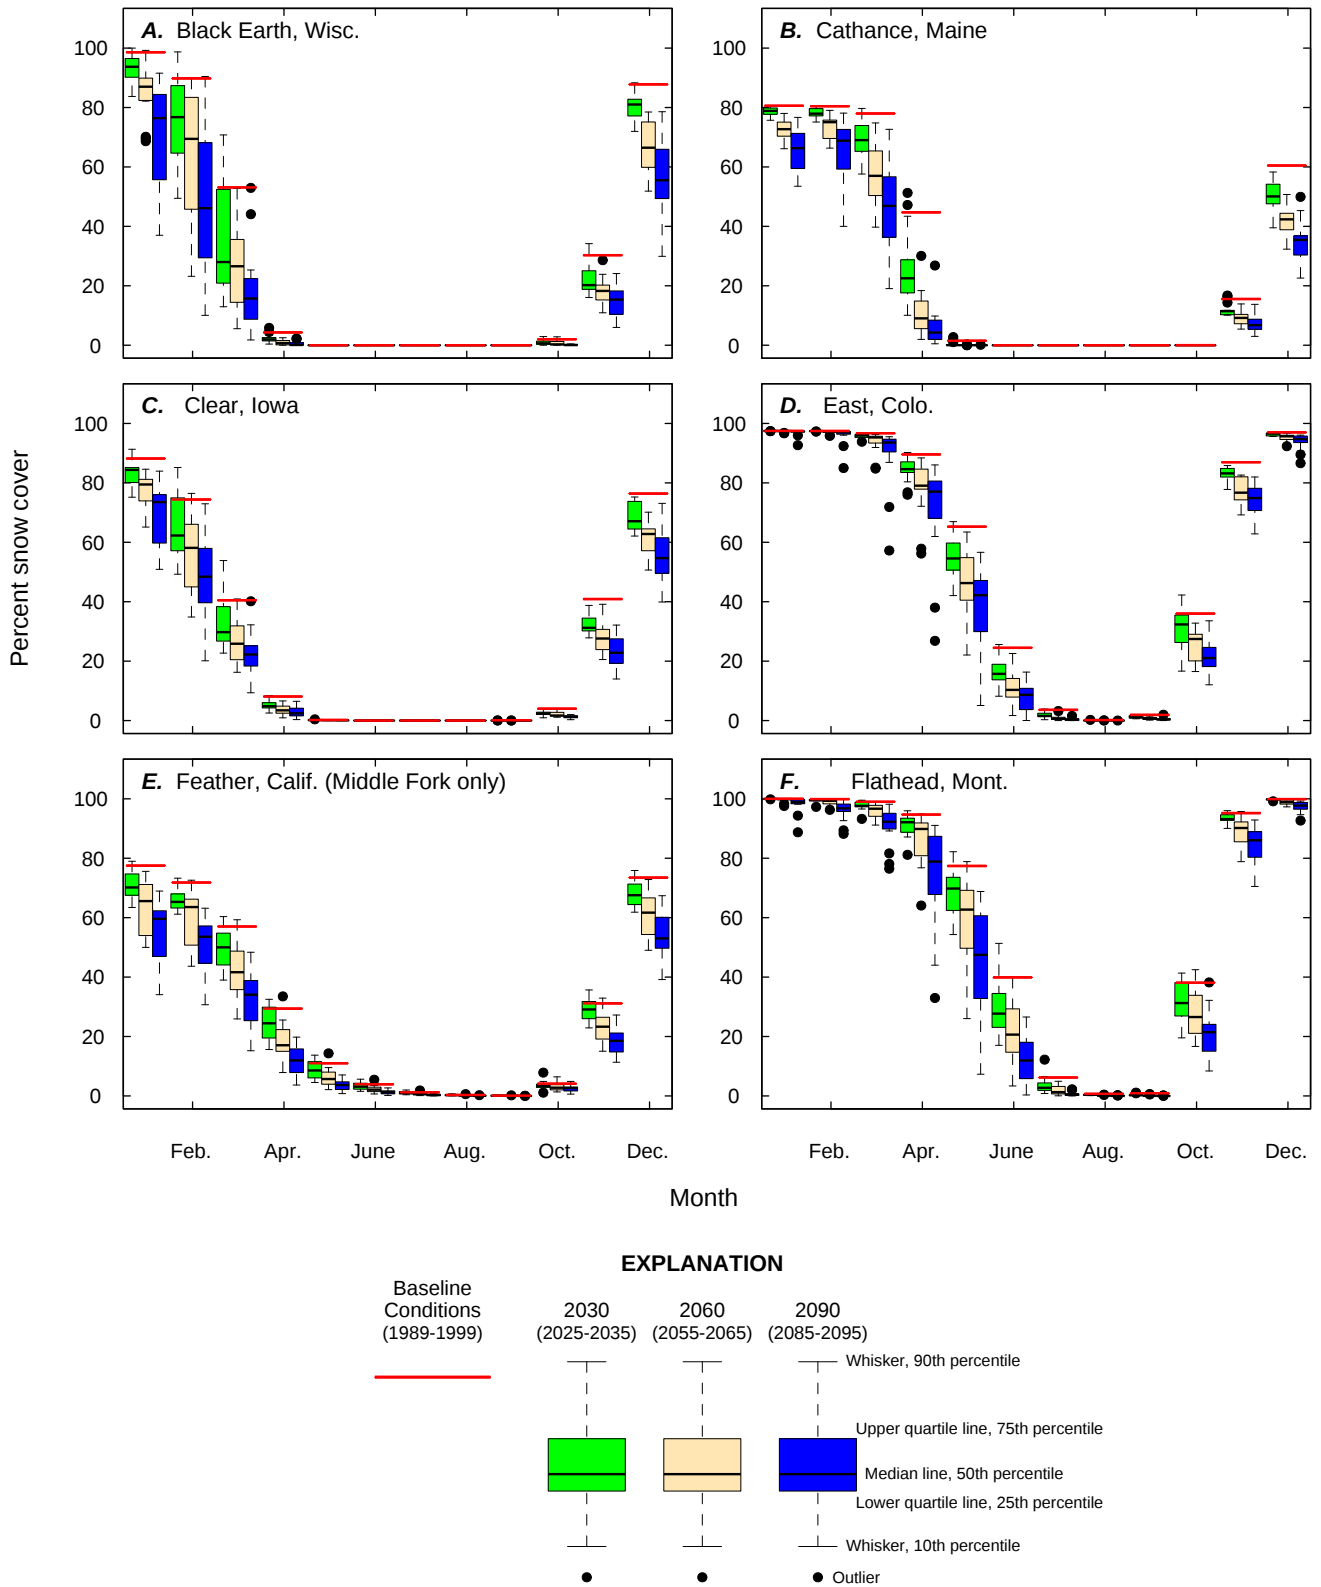 A. Black Earth, Wisc.
B. Cathance, Maine
100
80
60
40
20
0
100
80
60
40
20
0
C. Clear, Iowa
D. East, Colo.
100
80
60
40
20
0
100
80
60
40
20
0
Percent snow cover
E. Feather, Calif. (Middle Fork only)
F. Flathead, Mont.
100
80
60
40
20
0
100
80
60
40
20
0
Feb. Apr. June Aug. Oct. Dec.
Feb. Apr. June Aug. Oct. Dec.
Month
EXPLANATION
Baseline
Conditions
(1989-1999)
2030
(2025-2035)
2060
(2055-2065)
2090
(2085-2095)
Whisker, 90th percentile
Upper quartile line, 75th percentile
Median line, 50th percentile
Lower quartile line, 25th percentile
Whisker, 10th percentile
Outlier